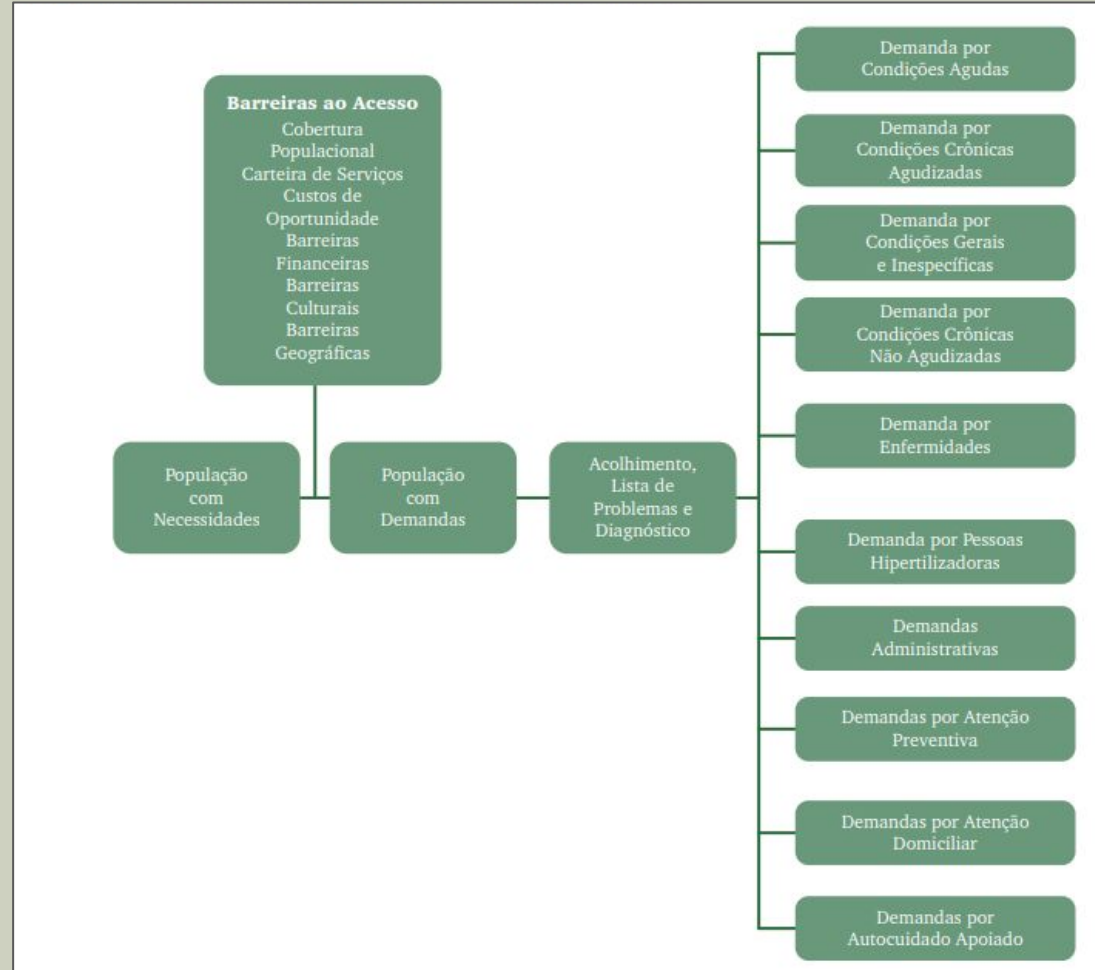 Barreiras ao Acesso
Cobertura
Populacional
Carteira de Serviços
Custos de
Oportunidade
Barreiras
Financeiras
Barreiras
Culturais
Barreiras
Geográficas
População
com
Necessidades
População
com
Demandas
Acolhimento,
Lista de
Problemas e
Diagnóstico
Demanda por
Condições Agudas
Demanda por
Condições Crônicas
Agudizadas
Demanda por
Condições Gerais
e Inespecíficas
Demanda por
Condições Crônicas
Não Agudizadas
Demanda por
Enfermidades
Demanda por Pessoas
Hipertilizadoras
Demandas
Administrativas
Demandas por Atenção
Preventiva
Demandas por Atenção
Domiciliar
Demandas por
Autocuidado Apoiado